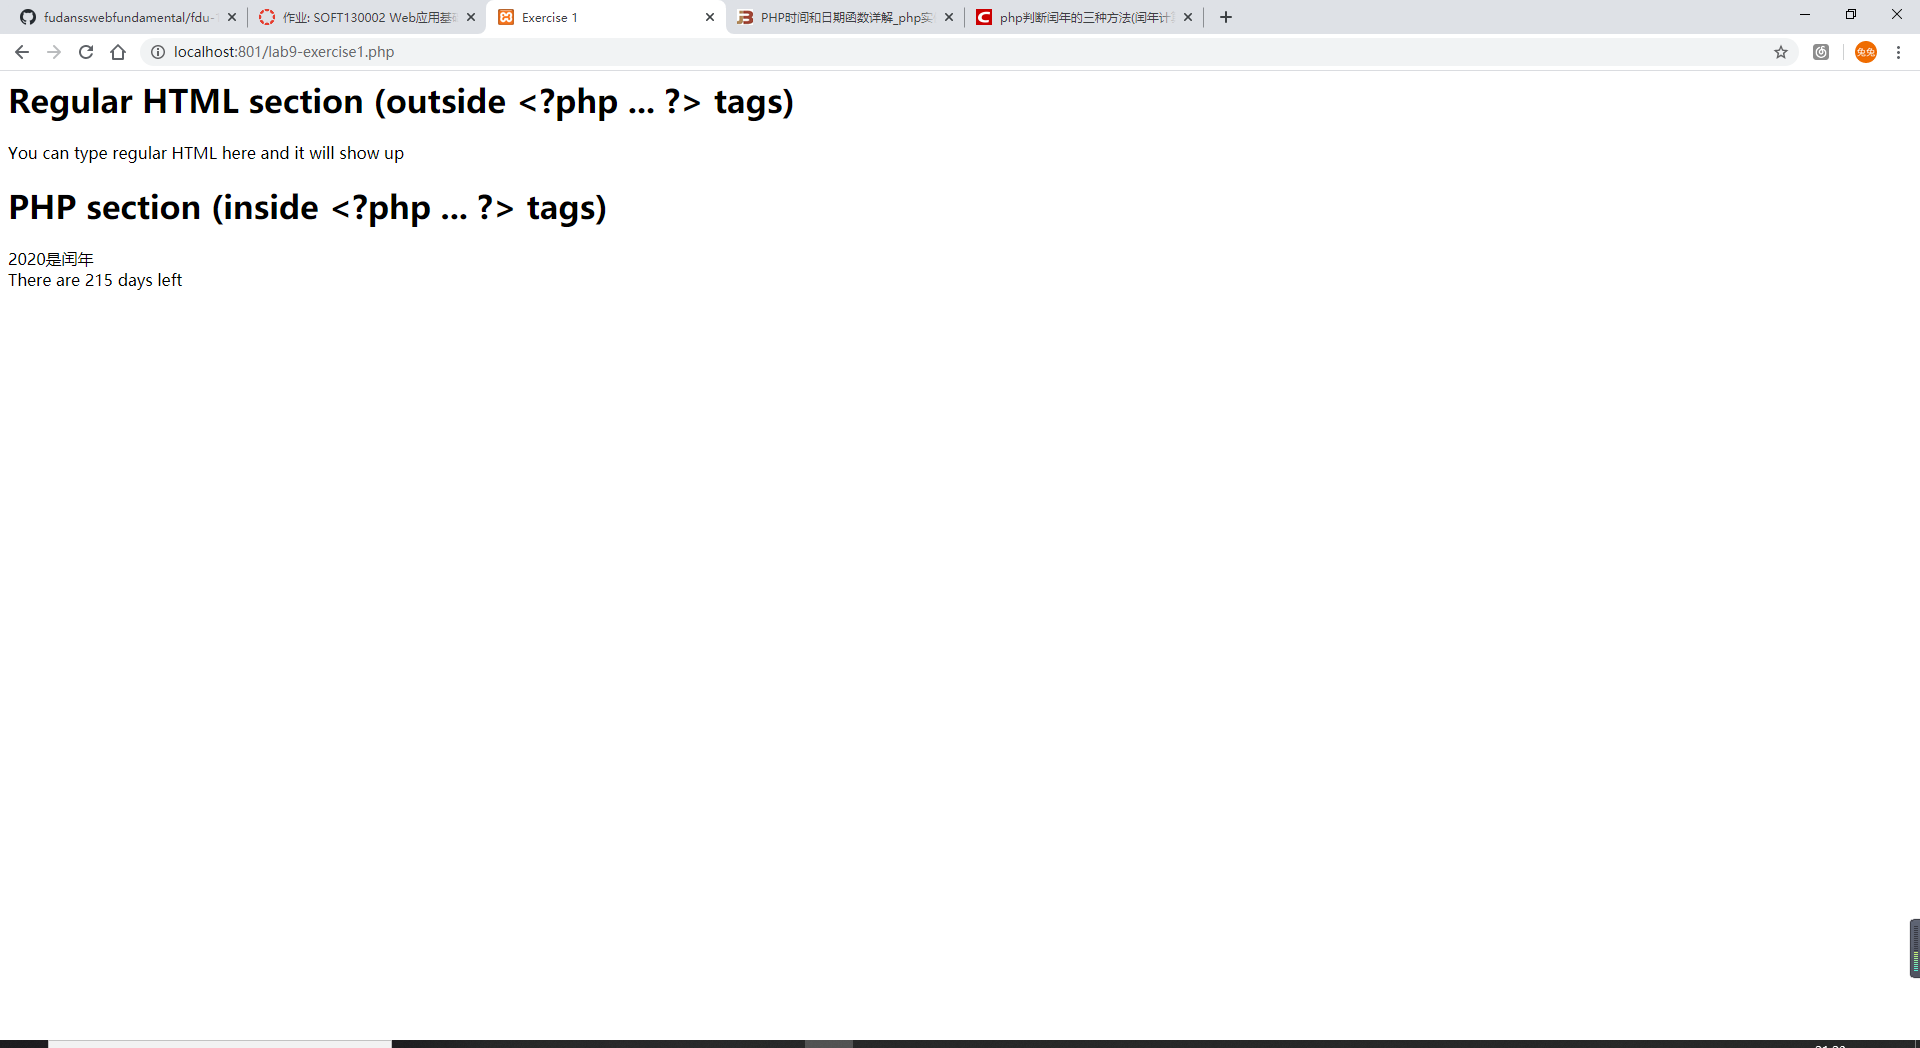 fudansswebfundamental/fdu-
作业: SOFT130002 Web应用基
Exercise 1
PHP时间和日期函数详解_php实
php判断闰年的三种方法(闰年计
localhost:801/lab9-exercise1.php
兔兔
Regular HTML section (outside <?php ... ?> tags)
You can type regular HTML here and it will show up
PHP section (inside <?php ... ?> tags)
2020是闰年
There are 215 days left